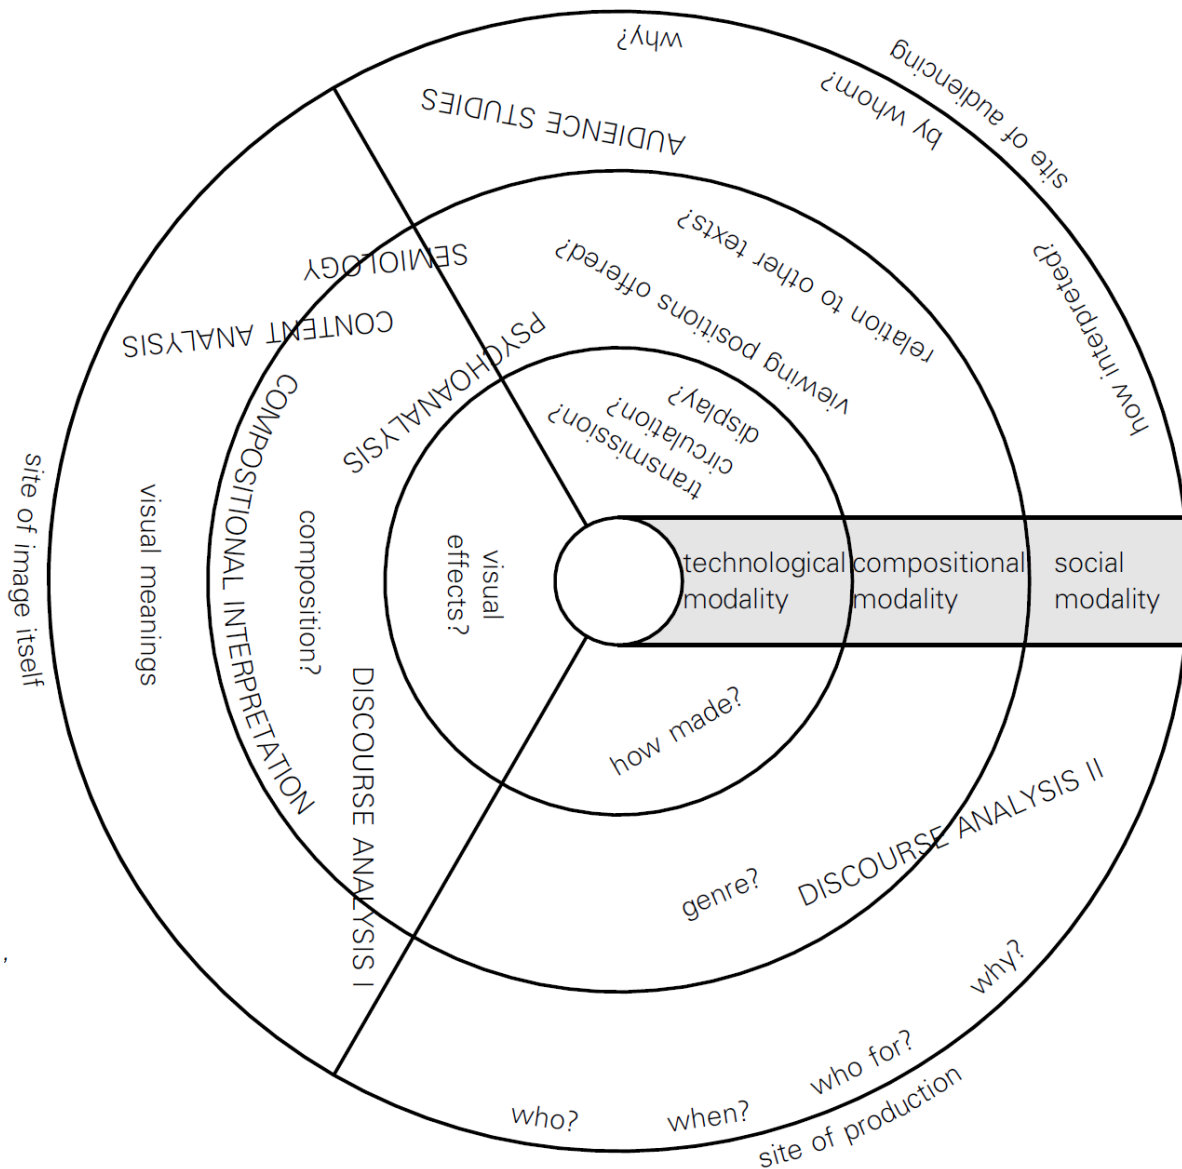 site of audiencing
why?
by whom?
how interpreted?
AUDIENCE STUDIES
relation to other texts?
viewing positions offered?
transmission?
circulation?
display?
SEMIOLOGY
CONTENT ANALYSIS
PSYCHOANALYSIS
COMPOSITIONAL INTERPRETATION
DISCOURSE ANALYSIS I
site of image itself
visual meanings
composition?
visual
effects?
technological
modality
compositional
modality
social
modality
how made?
genre?
DISCOURSE ANALYSIS II
who?
when?
who for?
why?
site of production
,